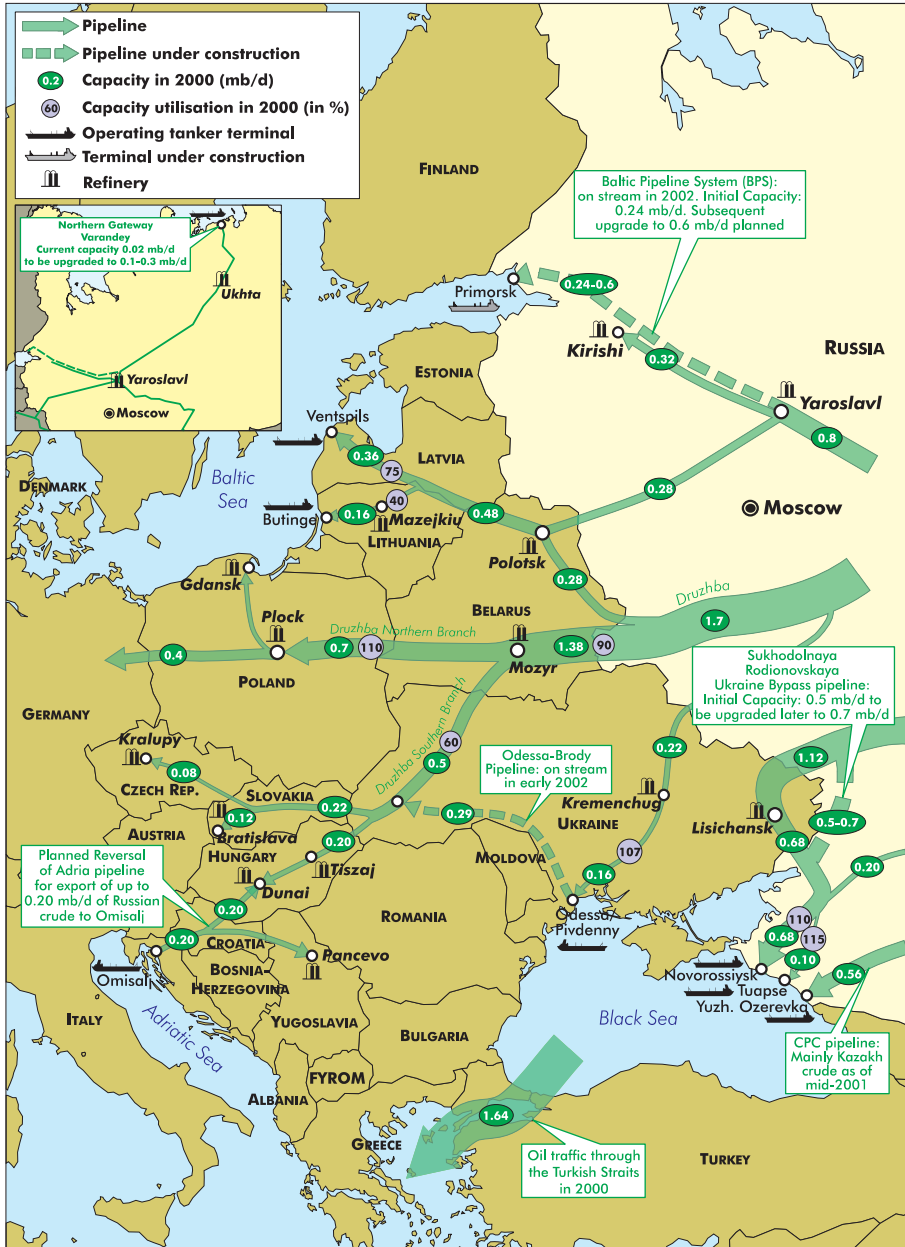 Pipeline
Pipeline under construction
0.2
Capacity in 2000 (mb/d)
60
Capacity utilisation in 2000 (in %)
Operating tanker terminal
Terminal under construction
Refinery
Northern Gateway
Varandey
Current capacity 0.02 mb/d
to be upgraded to 0.1–0.3 mb/d
Ukhta
Yaroslavl
Moscow
FINLAND
Baltic Pipeline System (BPS):
on stream in 2002. Initial Capacity:
0.24 mb/d. Subsequent
upgrade to 0.6 mb/d planned
Primorsk
0.24–0.6
Kirishi
0.32
RUSSIA
Yaroslavl
0.8
ESTONIA
Ventspils
0.36
LATVIA
75
0.28
Baltic
Sea
DENMARK
40
0.16
Butinge
Mazejkiu
0.48
Moscow
LITHUANIA
Polotsk
Gdansk
0.28
Druzhba
BELARUS
1.7
Plock
Druzhba Northern Branch
0.4
0.7
110
1.38
90
Mozyr
POLAND
Sukhodolnaya
Rodionovskaya
Ukraine Bypass pipeline:
Initial Capacity: 0.5 mb/d to
be upgraded later to 0.7 mb/d
GERMANY
Druzhba Southern Branch
60
0.5
Kralupy
0.08
CZECH REP.
Odessa-Brody
Pipeline: on stream
in early 2002
0.22
1.12
SLOVAKIA
0.22
0.12
Bratislava
0.29
Kremenchug
UKRAINE
Lisichansk
0.5–0.7
AUSTRIA
HUNGARY
0.20
Tiszaj
MOLDOVA
107
0.68
0.20
Planned Reversal
of Adria pipeline
for export of up to
0.20 mb/d of Russian
crude to Omisalj
Dunai
0.16
0.20
ROMANIA
Odessa/
Pivdenny
110
0.68
115
0.20
CROATIA
Pancevo
0.10
0.56
Omisalj
BOSNIA-
HERZEGOVINA
Novorossiysk
Tuapse
Yuzh. Ozerevka
ITALY
Adriatic Sea
YUGOSLAVIA
BULGARIA
Black Sea
CPC pipeline:
Mainly Kazakh
crude as of
mid-2001
FYROM
ALBANIA
1.64
GREECE
Oil traffic through
the Turkish Straits
in 2000
TURKEY